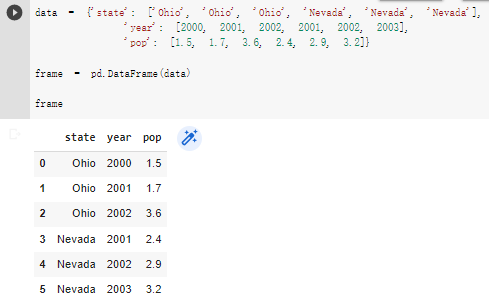 data = {'state': ['Ohio', 'Ohio', 'Ohio', 'Nevada', 'Nevada', 'Nevada'],
'year': [2000, 2001, 2002, 2001, 2002, 2003],
'pop': [1.5, 1.7, 3.6, 2.4, 2.9, 3.2]}
frame = pd.DataFrame(data)
frame
state year pop
0 Ohio 2000 1.5
1 Ohio 2001 1.7
2 Ohio 2002 3.6
3 Nevada 2001 2.4
4 Nevada 2002 2.9
5 Nevada 2003 3.2